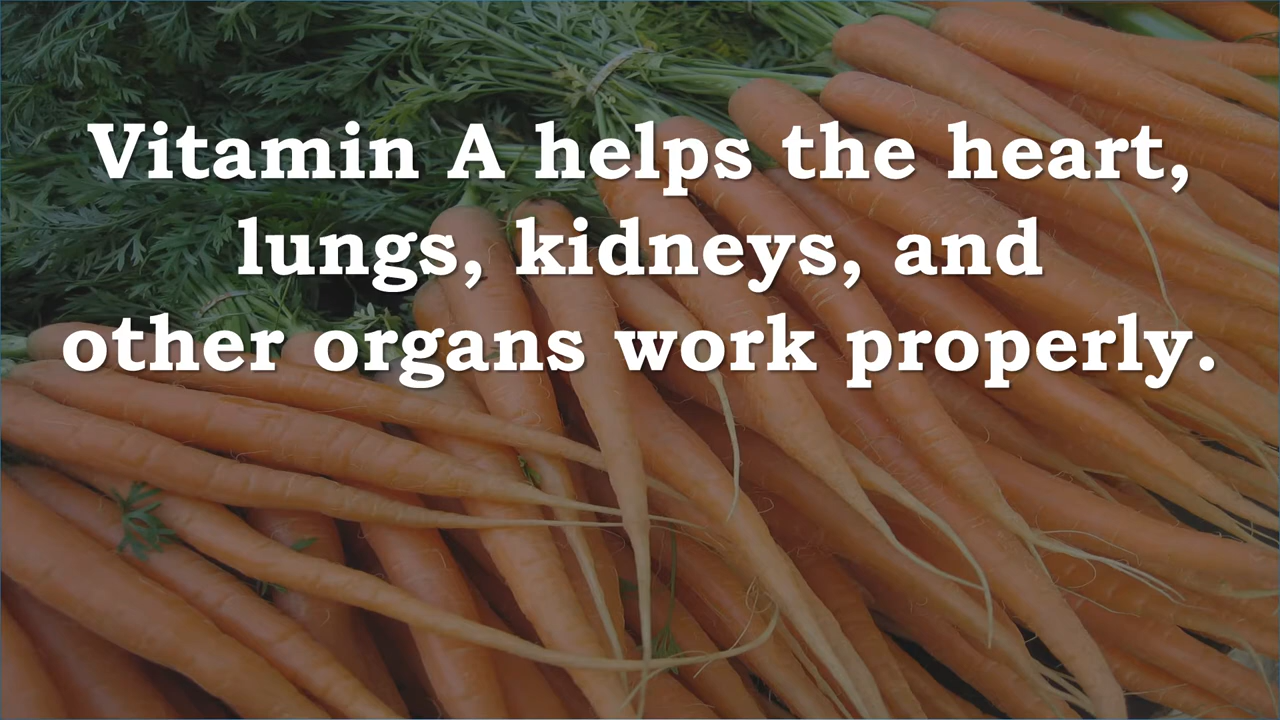 Vitamin A helps the heart,
lungs, kidneys, and
other organs work properly.